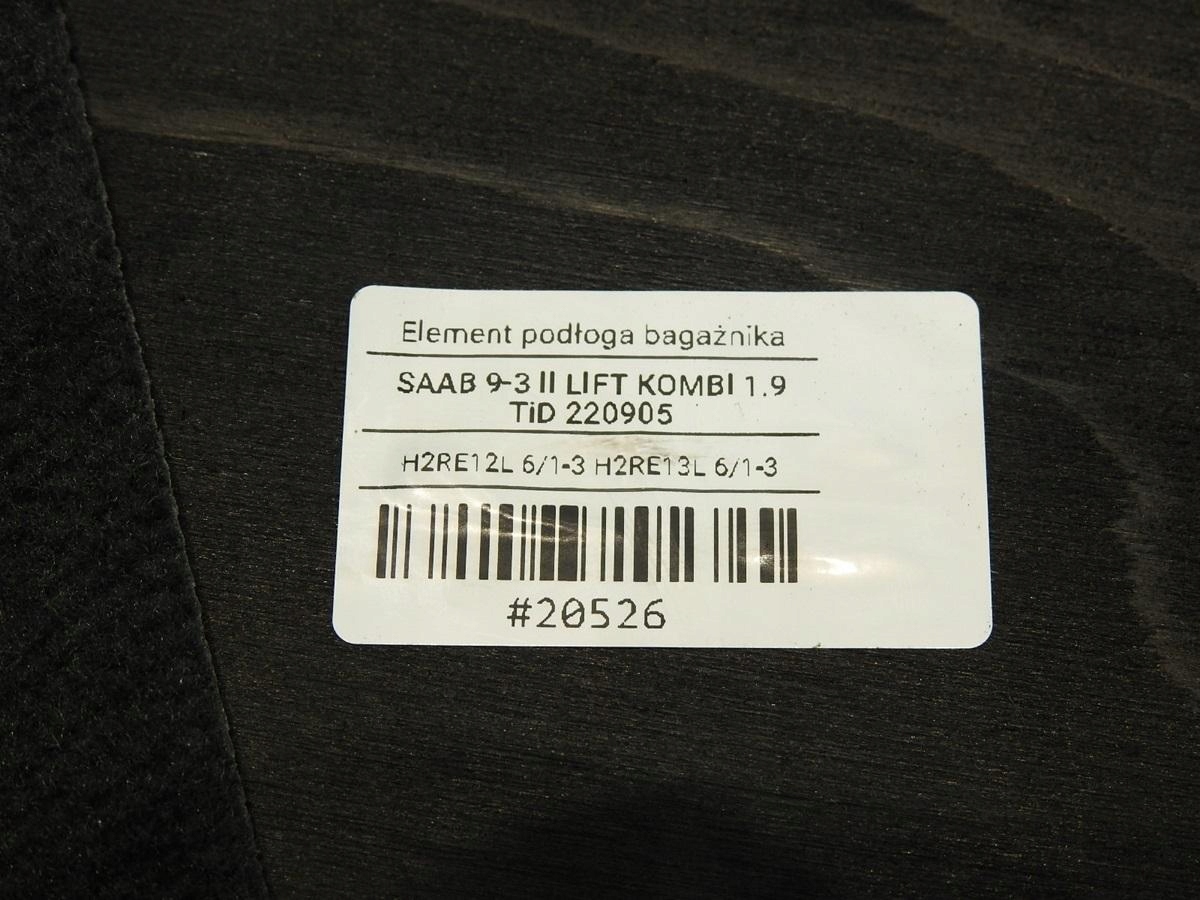 Element podłoga bagażnika
SAAB 9-3 II LIFT KOMBI 1.9
TiD 220905
H2RE12L 6/1-3 H2RE13L 6/1-3
#20526